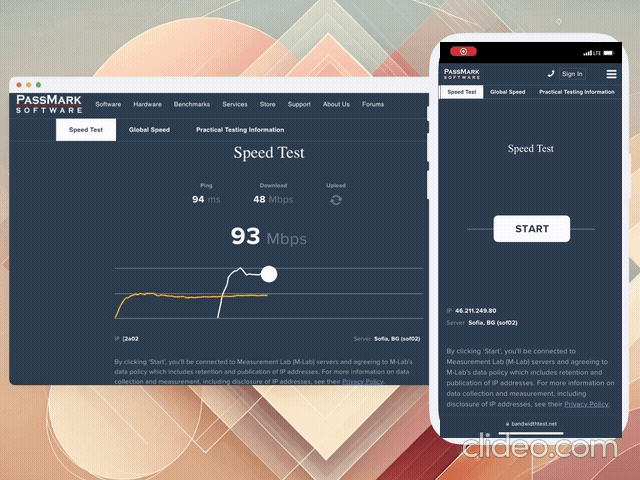 PASSMARK
SOFTWARE
Software Hardware Benchmarks Services Store Support About Us Forums
Speed Test Global Speed Practical Testing Information
Speed Test
Ping Download Upload
94 ms 48 Mbps
93 Mbps
IP [2a02 Server Sofia, BG (sof02)
By clicking 'Start', you'll be connected to Measurement Lab (M-Lab) servers and agreeing to M-Lab's
data policy which includes retention and publication of IP addresses. For more information on data
collection and measurement, including disclosure of IP addresses, see their Privacy Policy.
LTE
PASSMARK
SOFTWARE
Sign In
Speed Test Global Speed Practical Testing Information
Speed Test
START
IP 46.211.249.80
Server Sofia, BG (sof02)
By clicking 'Start', you'll be connected to
Measurement Lab (M-Lab) servers and agreeing to
M-Lab's data policy which includes retention and
publication of IP addresses. For more information on
data collection and measurement, including
disclosure of IP addresses, see their Privacy Policy.
bandwidthtest.net
clideo.com